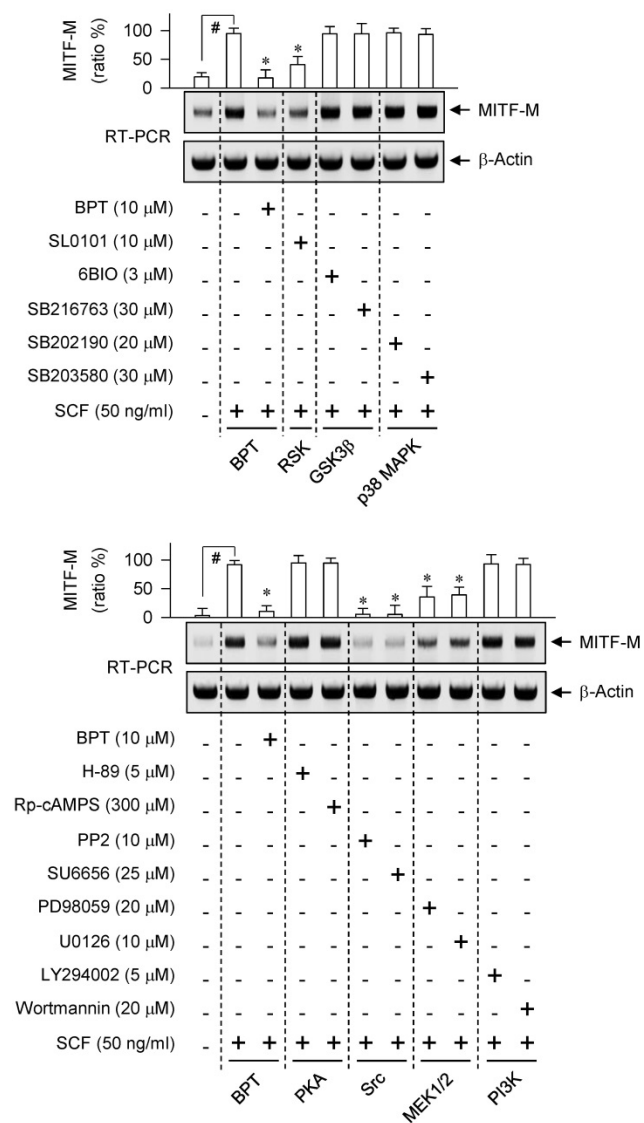 #
100
50
0
MITF-M
(ratio %)
*
*
RT-PCR
MITF-M
β-Actin
BPT (10 μM) - - + - - - - -
SL0101 (10 μM) - - - + - - - -
6BIO (3 μM) - - - - + - - -
SB216763 (30 μM) - - - - - + - -
SB202190 (20 μM) - - - - - - + -
SB203580 (30 μM) - - - - - - - +
SCF (50 ng/ml) - + + + + + + +
BPT RSK GSK3β p38 MAPK
#
100
50
0
MITF-M
(ratio %)
* * * * *
RT-PCR
MITF-M
β-Actin
BPT (10 μM) - - + - - - - - - - -
H-89 (5 μM) - - - + - - - - - - -
Rp-cAMPS (300 μM) - - - - + - - - - - -
PP2 (10 μM) - - - - - + - - - - -
SU6656 (25 μM) - - - - - - + - - - -
PD98059 (20 μM) - - - - - - - + - - -
U0126 (10 μM) - - - - - - - - + - -
LY294002 (5 μM) - - - - - - - - - + -
Wortmannin (20 μM) - - - - - - - - - - +
SCF (50 ng/ml) - + + + + + + + + + +
BPT PKA Src MEK1/2 PI3K